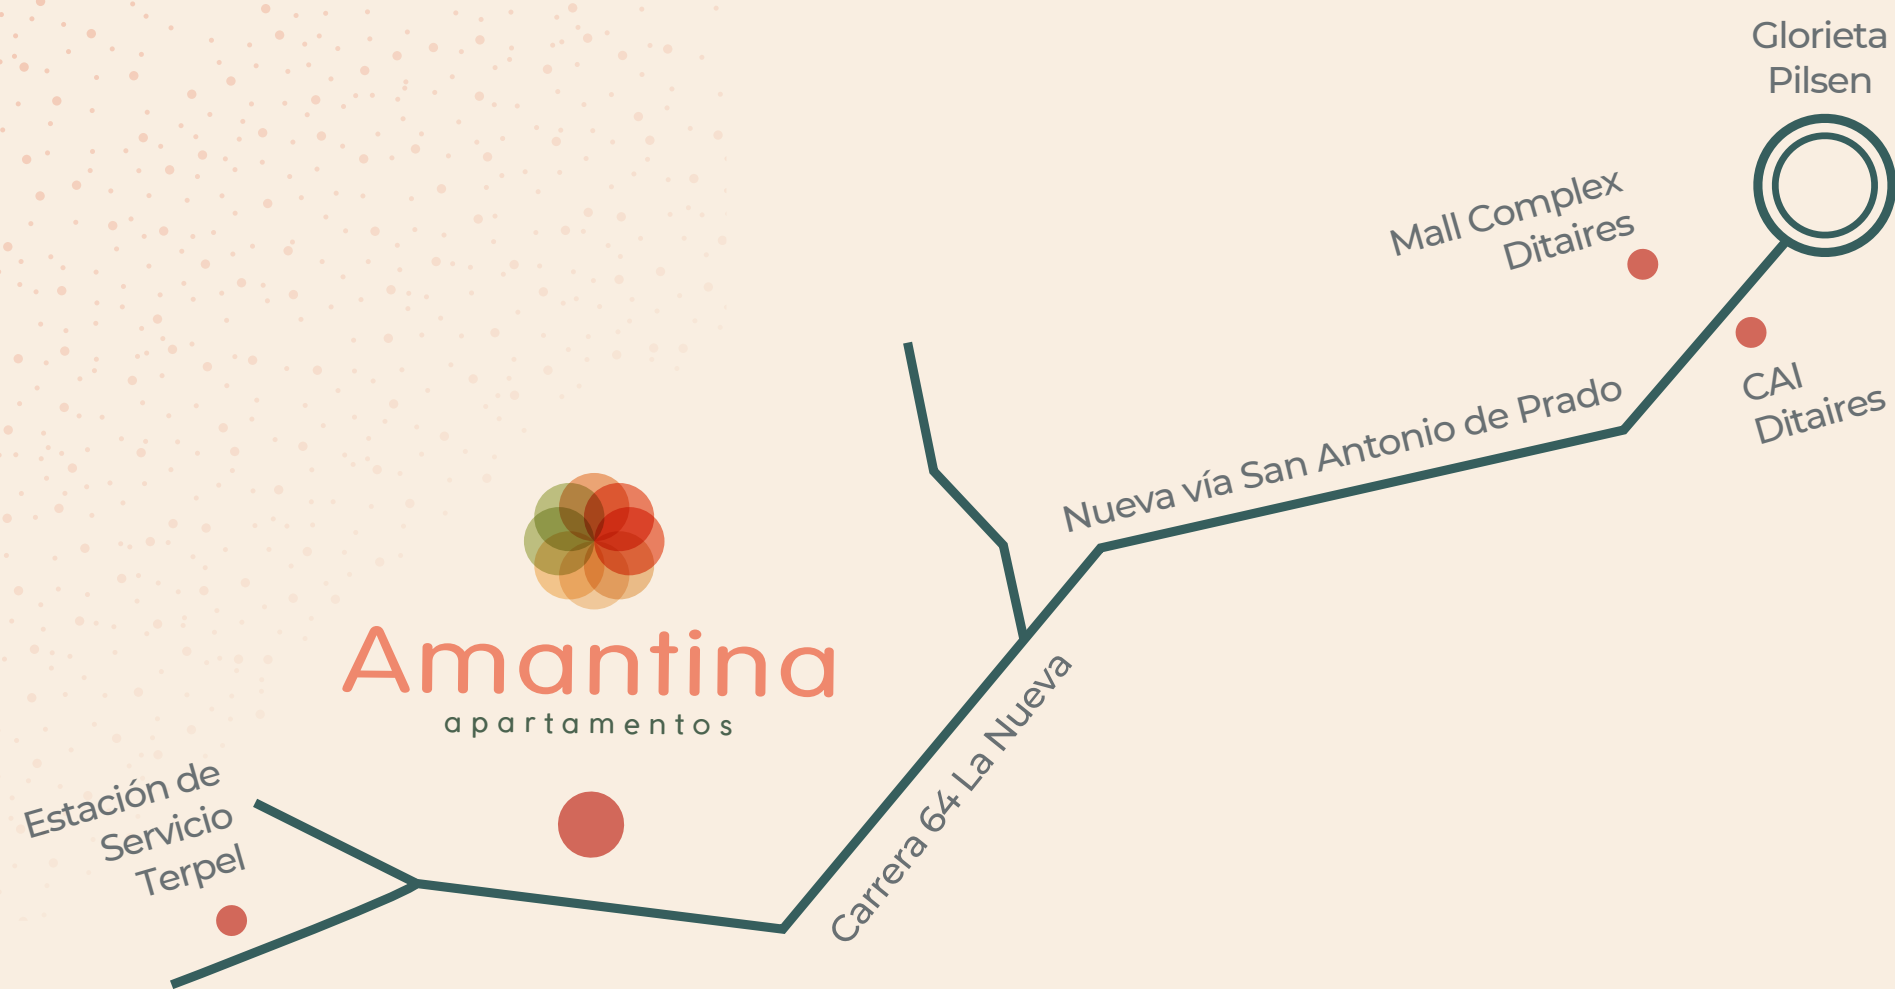 Glorieta
Pilsen
Mall Complex
Ditaires
CAI
Ditaires
Nueva vía San Antonio de Prado
Carrera 64 La Nueva
Amantina
apartamentos
Estación de
Servicio
Terpel